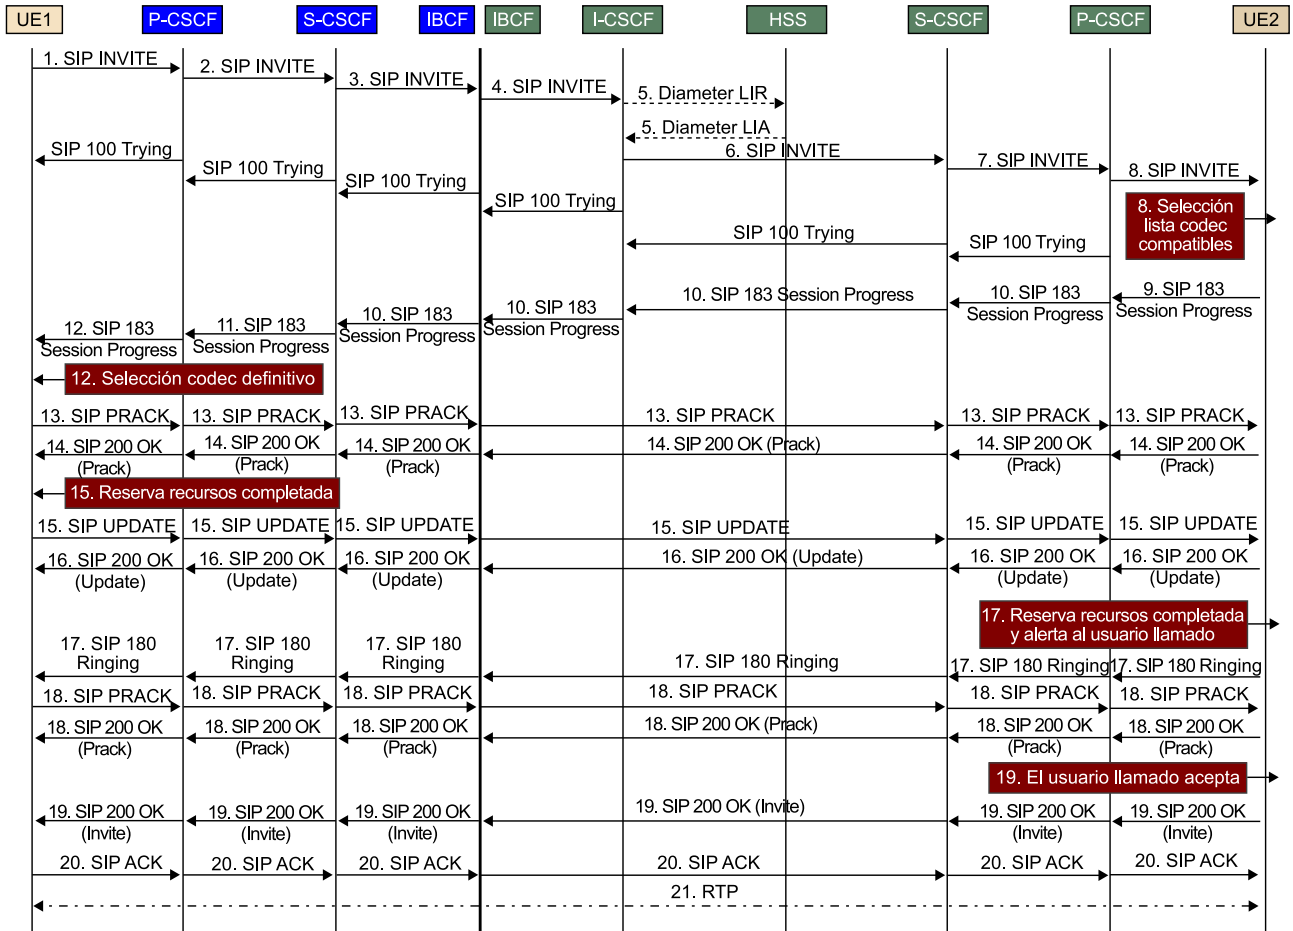 UE1 P-CSCF S-CSCF IBCF IBCF I-CSCF HSS S-CSCF P-CSCF UE2
1. SIP INVITE
2. SIP INVITE
3. SIP INVITE
4. SIP INVITE
5. Diameter LIR
5. Diameter LIA
6. SIP INVITE
7. SIP INVITE
8. SIP INVITE
SIP 100 Trying
SIP 100 Trying
SIP 100 Trying
SIP 100 Trying
SIP 100 Trying
SIP 100 Trying
8. Selección
lista codec
compatibles
9. SIP 183
Session Progress
10. SIP 183
Session Progress
10. SIP 183 Session Progress
10. SIP 183
Session Progress
10. SIP 183
Session Progress
11. SIP 183
Session Progress
12. SIP 183
Session Progress
12. Selección codec definitivo
13. SIP PRACK 13. SIP PRACK 13. SIP PRACK 13. SIP PRACK 13. SIP PRACK 13. SIP PRACK
14. SIP 200 OK
(Prack)
14. SIP 200 OK
(Prack)
14. SIP 200 OK
(Prack)
14. SIP 200 OK (Prack)
14. SIP 200 OK
(Prack)
14. SIP 200 OK
(Prack)
15. Reserva recursos completada
15. SIP UPDATE 15. SIP UPDATE 15. SIP UPDATE 15. SIP UPDATE 15. SIP UPDATE 15. SIP UPDATE
16. SIP 200 OK
(Update)
16. SIP 200 OK
(Update)
16. SIP 200 OK
(Update)
16. SIP 200 OK (Update)
16. SIP 200 OK
(Update)
16. SIP 200 OK
(Update)
17. Reserva recursos completada
y alerta al usuario llamado
17. SIP 180
Ringing
17. SIP 180
Ringing
17. SIP 180
Ringing
17. SIP 180 Ringing
17. SIP 180 Ringing
17. SIP 180 Ringing
18. SIP PRACK 18. SIP PRACK 18. SIP PRACK 18. SIP PRACK 18. SIP PRACK 18. SIP PRACK
18. SIP 200 OK
(Prack)
18. SIP 200 OK
(Prack)
18. SIP 200 OK
(Prack)
18. SIP 200 OK (Prack)
18. SIP 200 OK
(Prack)
18. SIP 200 OK
(Prack)
19. El usuario llamado acepta
19. SIP 200 OK
(Invite)
19. SIP 200 OK
(Invite)
19. SIP 200 OK
(Invite)
19. SIP 200 OK (Invite)
19. SIP 200 OK
(Invite)
19. SIP 200 OK
(Invite)
20. SIP ACK 20. SIP ACK 20. SIP ACK 20. SIP ACK 20. SIP ACK 20. SIP ACK
21. RTP